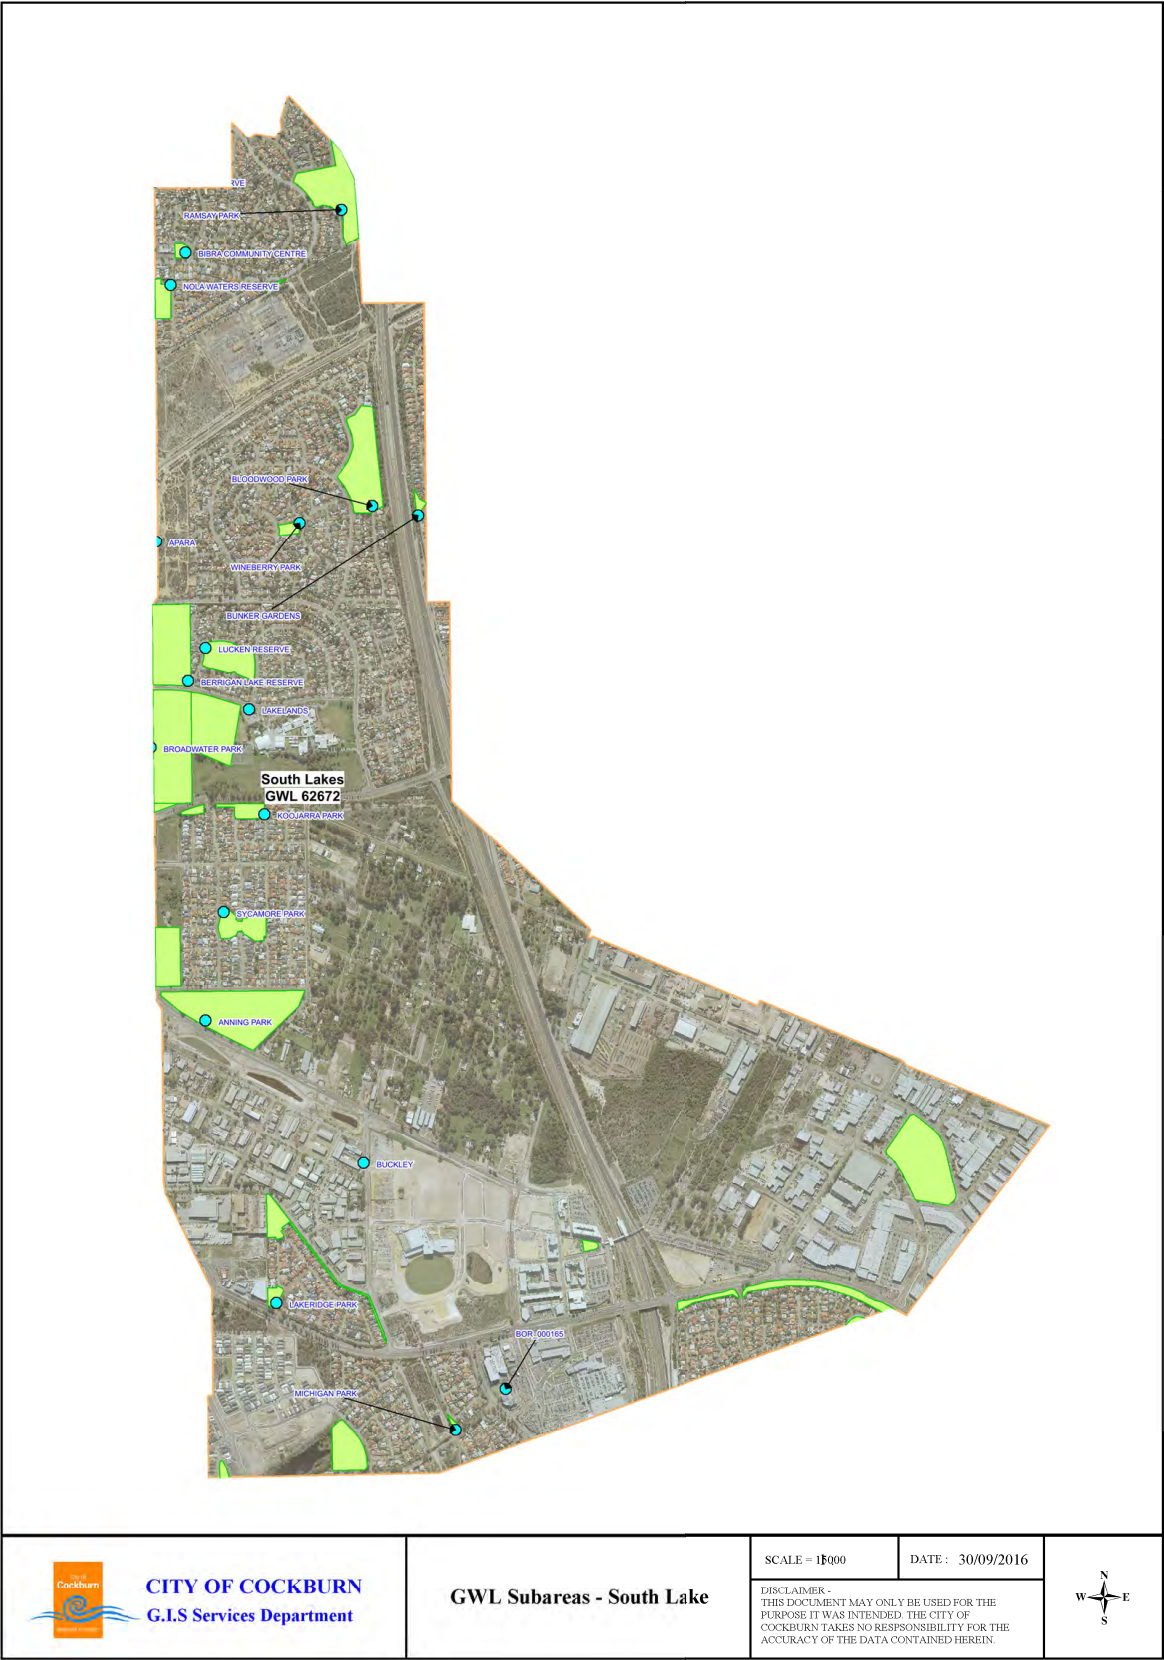 RVE
RAMSAY PARK
BIBRA COMMUNITY CENTRE
NOLA WATERS RESERVE
BLOODWOOD PARK
APARA
WINEBERRY PARK
BUNKER GARDENS
LUCKEN RESERVE
BERRIGAN LAKE RESERVE
LAKELANDS
BROADWATER PARK
South Lakes
GWL 62672
KOOJARRA PARK
SYCAMORE PARK
ANNING PARK
BUCKLEY
LAKERIDGE PARK
BOR_000165
MICHIGAN PARK
City of
Cockburn
CITY OF COCKBURN
G.I.S Services Department
GWL Subareas - South Lake
SCALE =
DATE : 30/09/2016
DISCLAIMER -
THIS DOCUMENT MAY ONLY BE USED FOR THE
PURPOSE IT WAS INTENDED. THE CITY OF
COCKBURN TAKES NO RESPSONSIBILITY FOR THE
ACCURACY OF THE DATA CONTAINED HEREIN.
N
W E
S